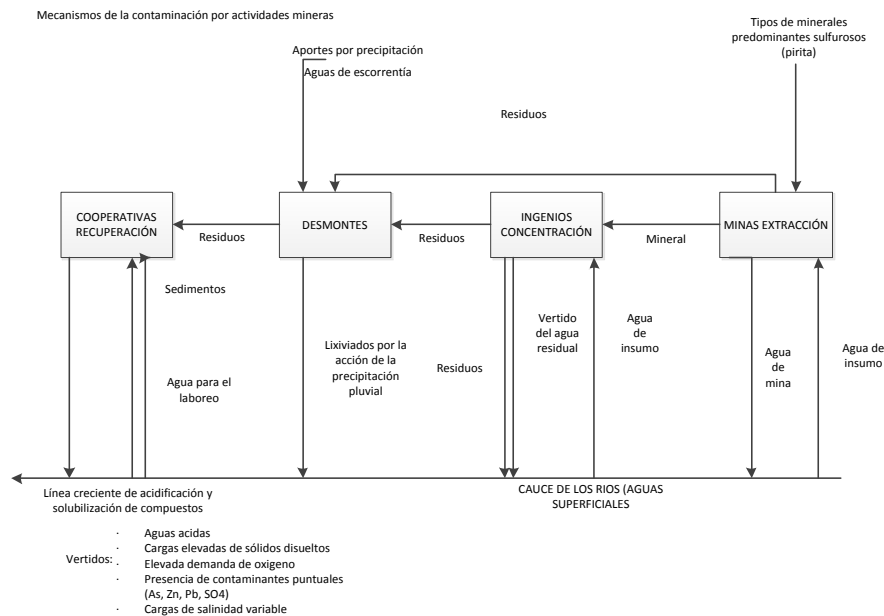 Mecanismos de la contaminación por actividades mineras
Tipos de minerales
predominantes sulfurosos
(pirita)
Aportes por precipitación
Aguas de escorrentía
Residuos
COOPERATIVAS
RECUPERACIÓN
DESMONTES
INGENIOS
CONCENTRACIÓN
MINAS EXTRACCIÓN
Residuos
Residuos
Mineral
Sedimentos
Agua para el
laboreo
Lixiviados por la
acción de la
precipitación
pluvial
Residuos
Vertido
del agua
residual
Agua
de
insumo
Agua
de
mina
Agua de
insumo
Línea creciente de acidificación y
solubilización de compuestos
CAUCE DE LOS RIOS (AGUAS
SUPERFICIALES
Vertidos:
· Aguas acidas
· Cargas elevadas de sólidos disueltos
· Elevada demanda de oxigeno
· Presencia de contaminantes puntuales
(As, Zn, Pb, SO4)
· Cargas de salinidad variable